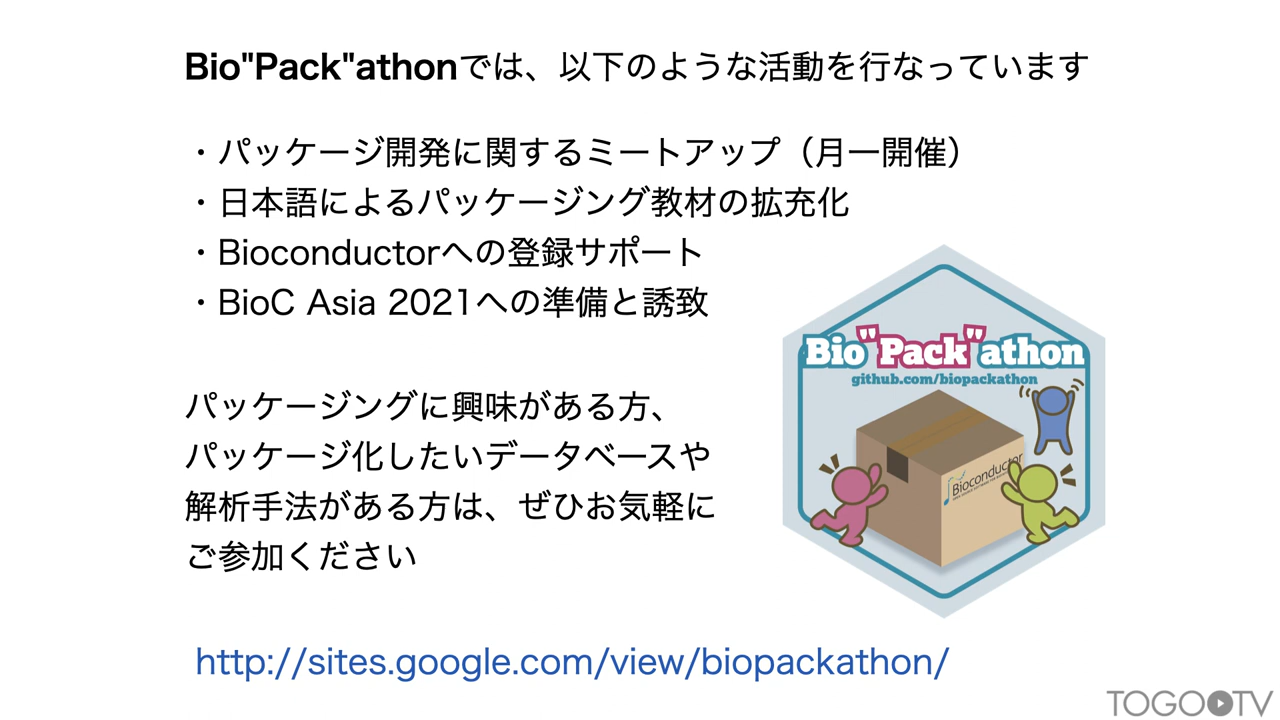 Bio"Pack"athonでは、以下のような活動を行なっています
・パッケージ開発に関するミートアップ（月一開催）
・日本語によるパッケージング教材の拡充化
・Bioconductorへの登録サポート
・BioC Asia 2021への準備と誘致
Bio"Pack"athon
github.com/biopackathon
Bioconductor
パッケージングに興味がある方、
パッケージ化したいデータベースや
解析手法がある方は、ぜひお気軽に
ご参加ください
http://sites.google.com/view/biopackathon/
TOGOTV